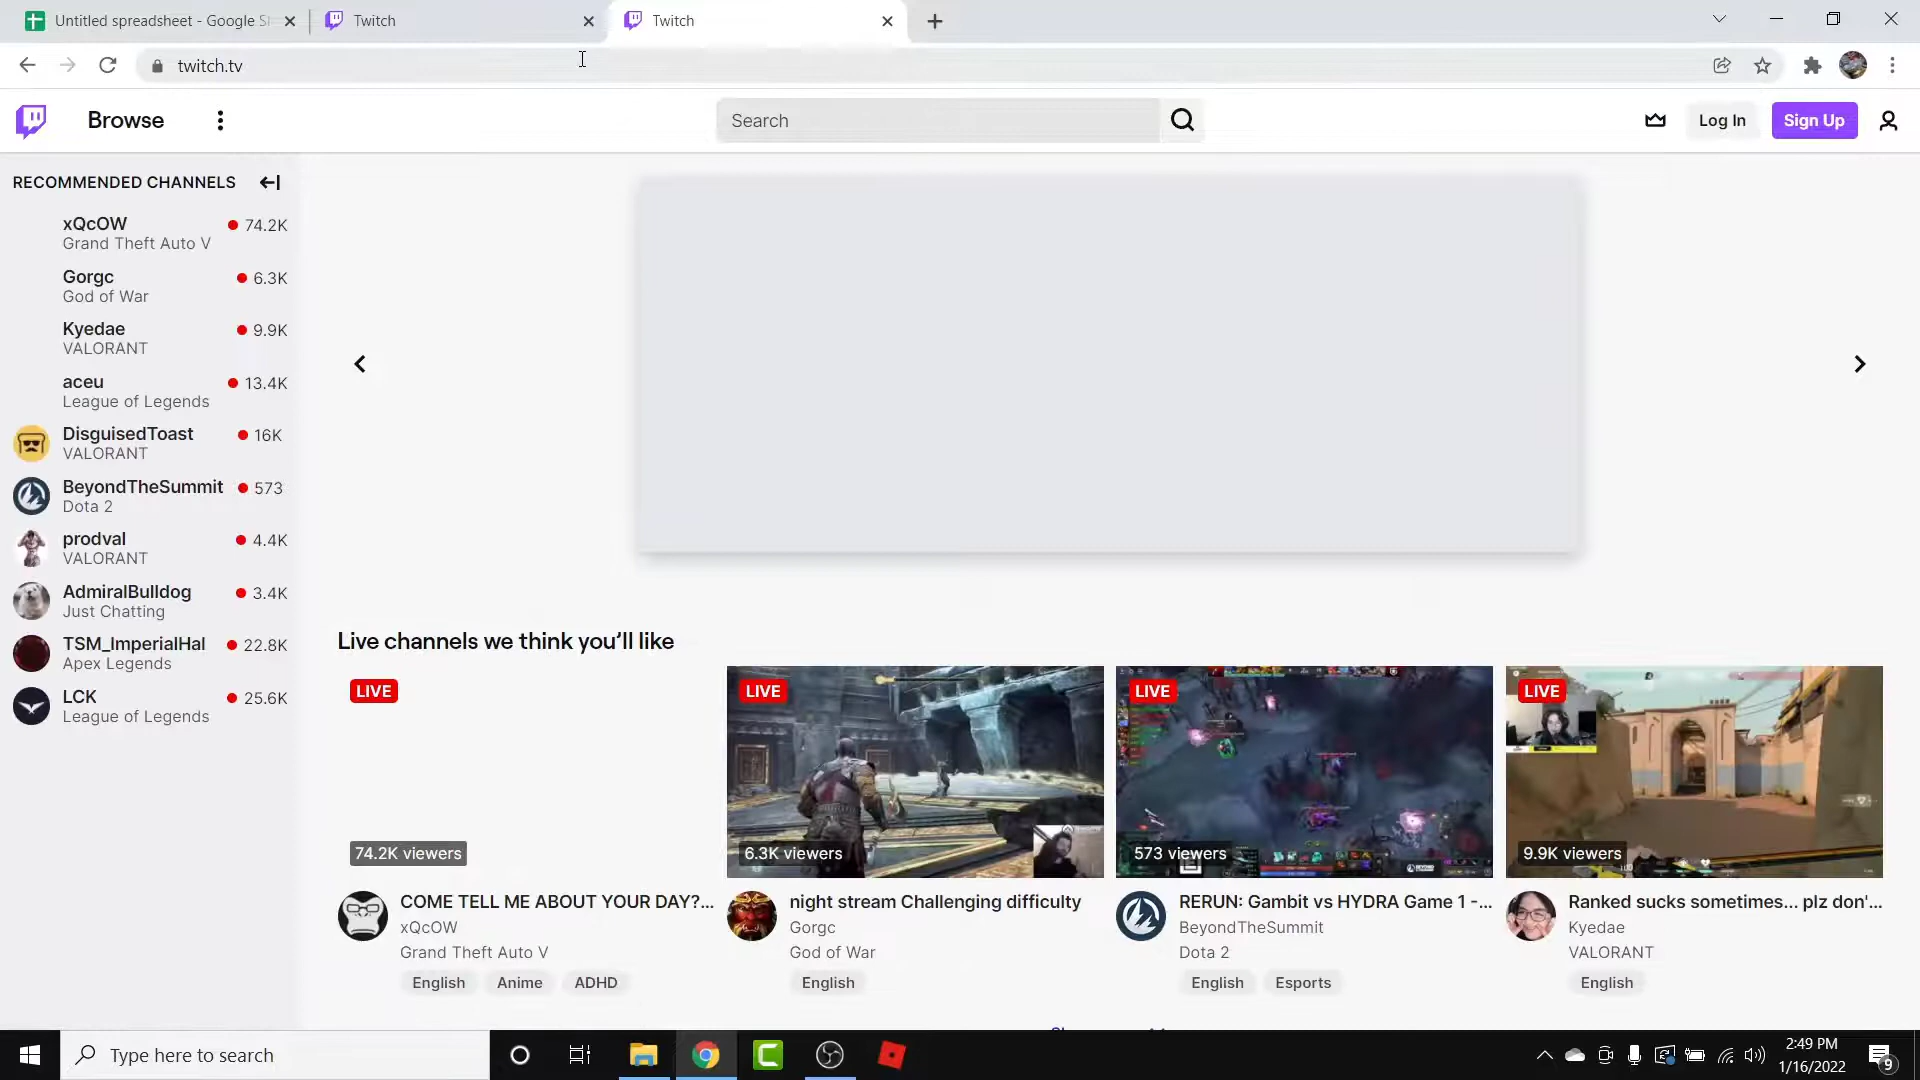 Untitled spreadsheet - Google S
Twitch
Twitch
twitch.tv
Browse
Search
Log In
Sign Up
RECOMMENDED CHANNELS
xQcOW
74.2K
Grand Theft Auto V
Gorgc
6.3K
God of War
Kyedae
9.9K
VALORANT
aceu
13.4K
League of Legends
DisguisedToast
16K
VALORANT
BeyondTheSummit
573
Dota 2
prodval
4.4K
VALORANT
AdmiralBulldog
3.4K
Just Chatting
TSM_ImperialHal
22.8K
Apex Legends
LCK
25.6K
League of Legends
Live channels we think you’ll like
LIVE
74.2K viewers
COME TELL ME ABOUT YOUR DAY?...
xQcOW
Grand Theft Auto V
English
Anime
ADHD
LIVE
6.3K viewers
night stream Challenging difficulty
Gorgc
God of War
English
LIVE
573 viewers
RERUN: Gambit vs HYDRA Game 1 -...
BeyondTheSummit
Dota 2
English
Esports
LIVE
9.9K viewers
Ranked sucks sometimes... plz don'...
Kyedae
VALORANT
English
Type here to search
2:49 PM
1/16/2022
9